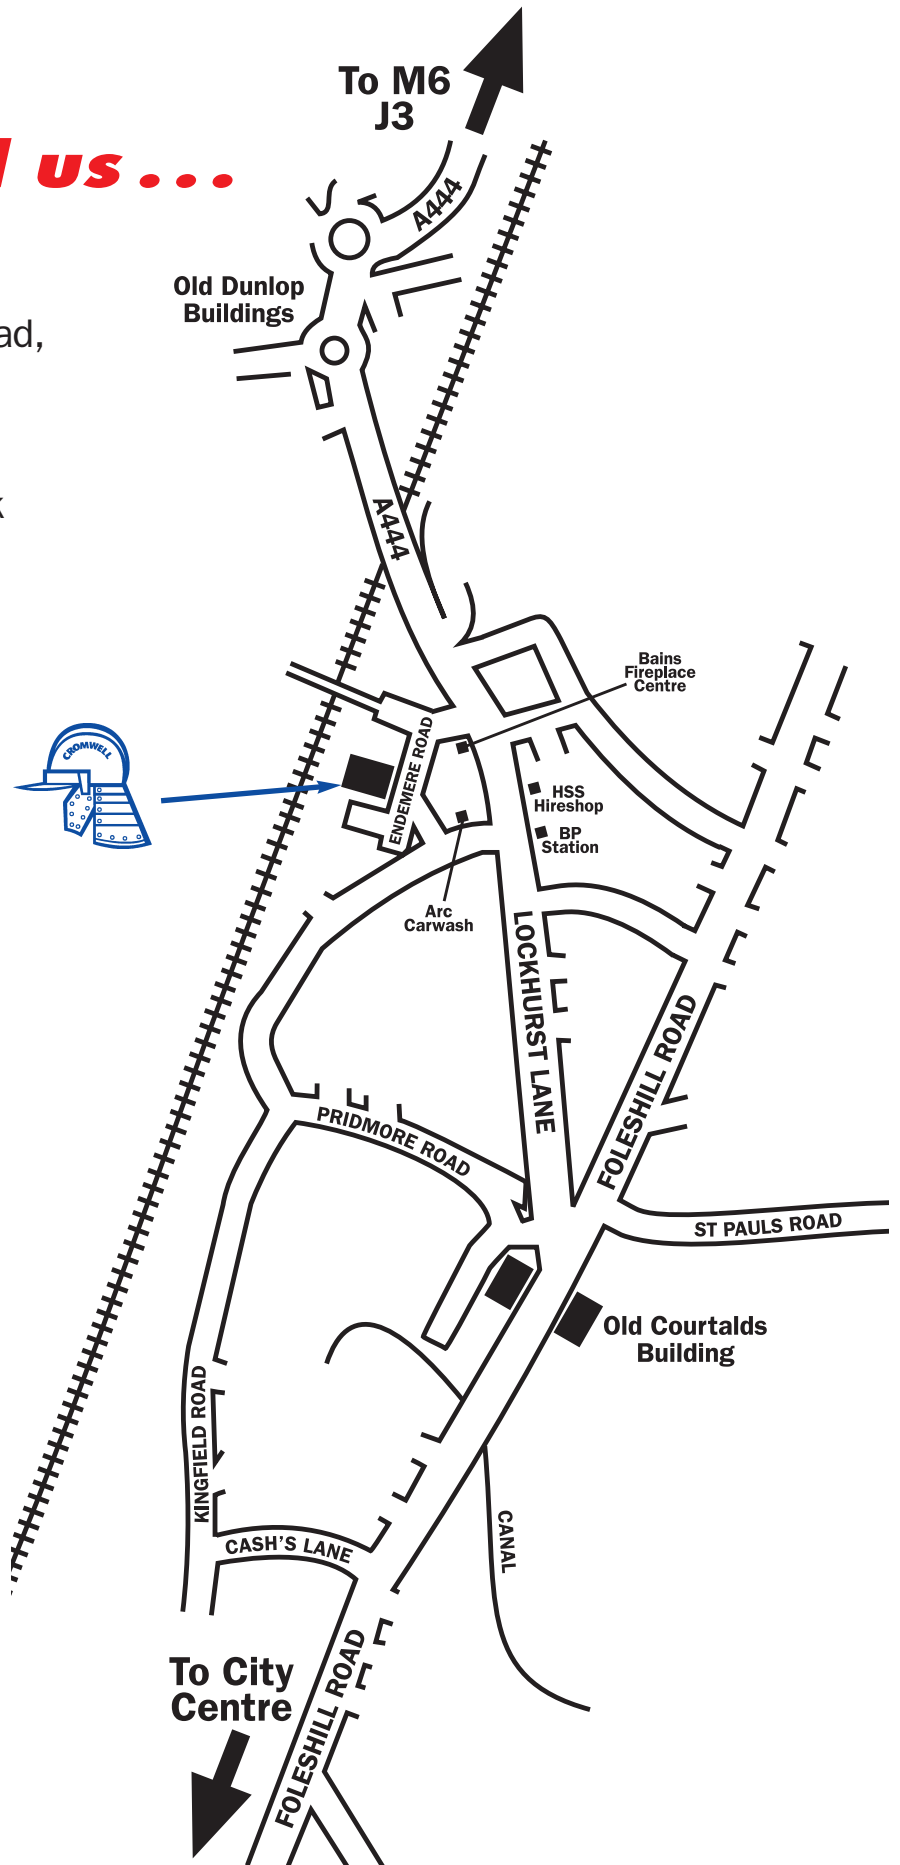 To M6
J3
us...
A444
Old Dunlop
Buildings
ad,
A444
Bains
Fireplace
Centre
CROMWELL
ENDEMERE ROAD
HSS
Hireshop
BP
Station
Arc
Carwash
LOCKHURST LANE
FOLESHILL ROAD
PRIDMORE ROAD
ST PAULS ROAD
Old Courtalds
Building
KINGFIELD ROAD
CANAL
CASH'S LANE
To City
Centre
FOLESHILL ROAD